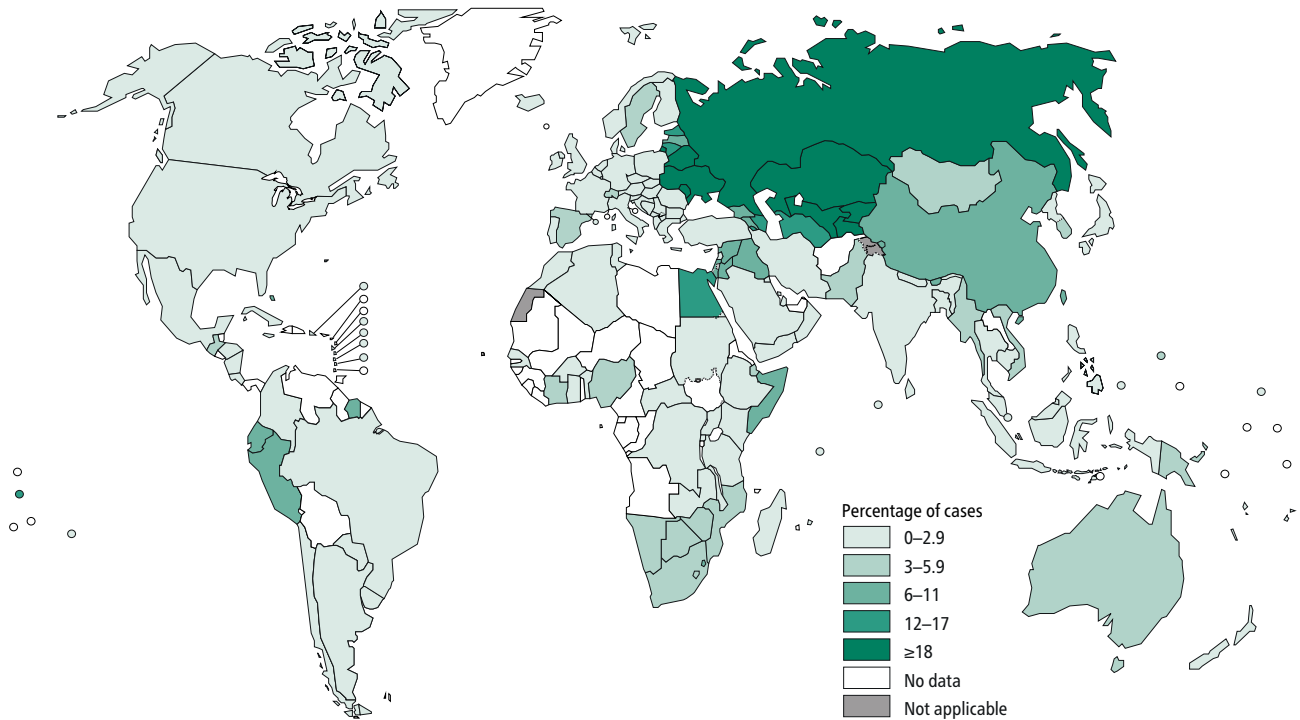 Percentage of cases
0–2.9
3–5.9
6–11
12–17
≥18
No data
Not applicable